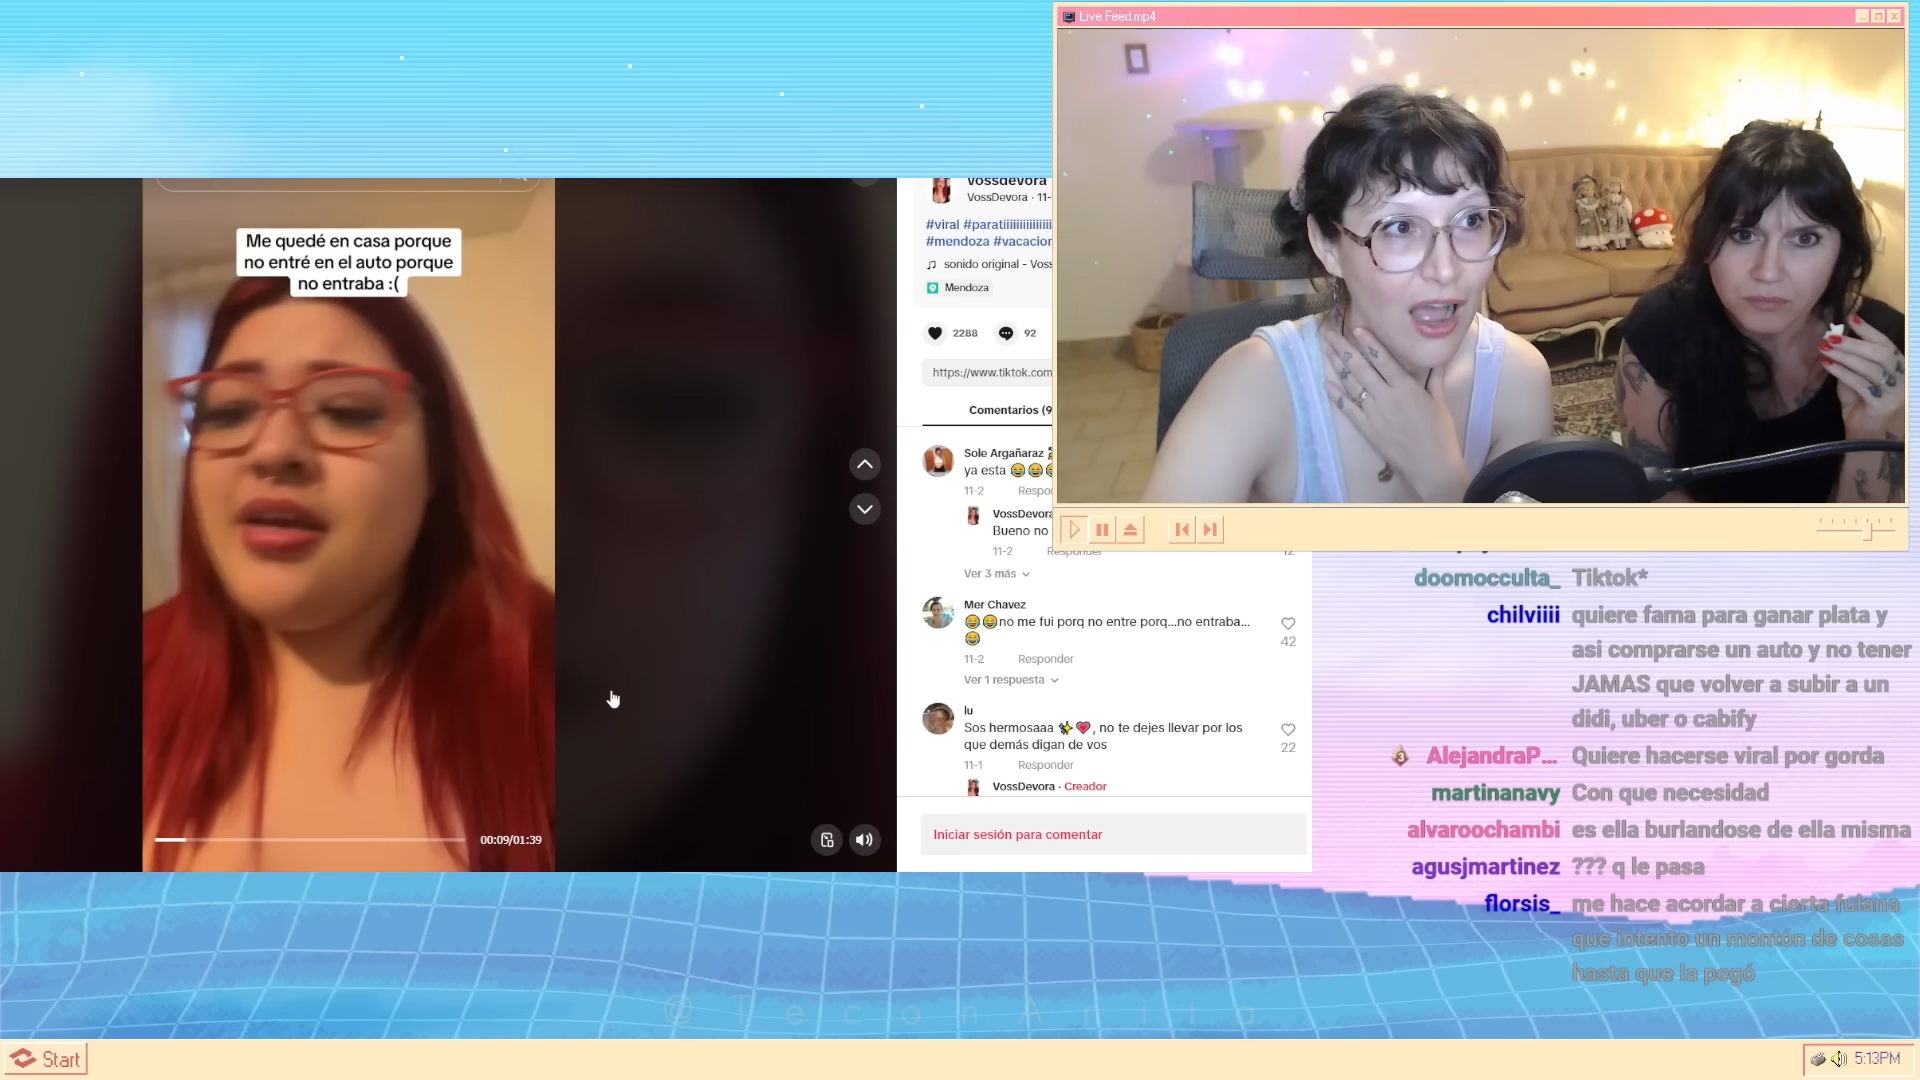 Live Feed.mp4
Me quedé en casa porque
no entré en el auto porque
no entraba :(
00:09/01:39
vossdevora
VossDevora · 11-
#viral #paratiiiiiiiiiiiiiii
#mendoza #vacacion
sonido original - Voss
Mendoza
2288
92
https://www.tiktok.com
Comentarios (9
Sole Argañaraz
ya esta 😂😂
11-2
VossDevora
Bueno no
11-2 Responder
12
Ver 3 más
Mer Chavez
😂😂no me fui porq no entre porq...no entraba...
😂
42
11-2 Responder
Ver 1 respuesta
lu
Sos hermosaaa ✨💗, no te dejes llevar por los
que demás digan de vos
22
11-1 Responder
VossDevora · Creador
Iniciar sesión para comentar
doomocculta_ Tiktok*
chilviiii quiere fama para ganar plata y
asi comprarse un auto y no tener
JAMAS que volver a subir a un
didi, uber o cabify
3 AlejandraP... Quiere hacerse viral por gorda
martinanavy Con que necesidad
alvaroochambi es ella burlandose de ella misma
agusjmartinez ??? q le pasa
florsis_ me hace acordar a cierta fulana
que intento un montón de cosas
hasta que la pegó
Start
5:13PM